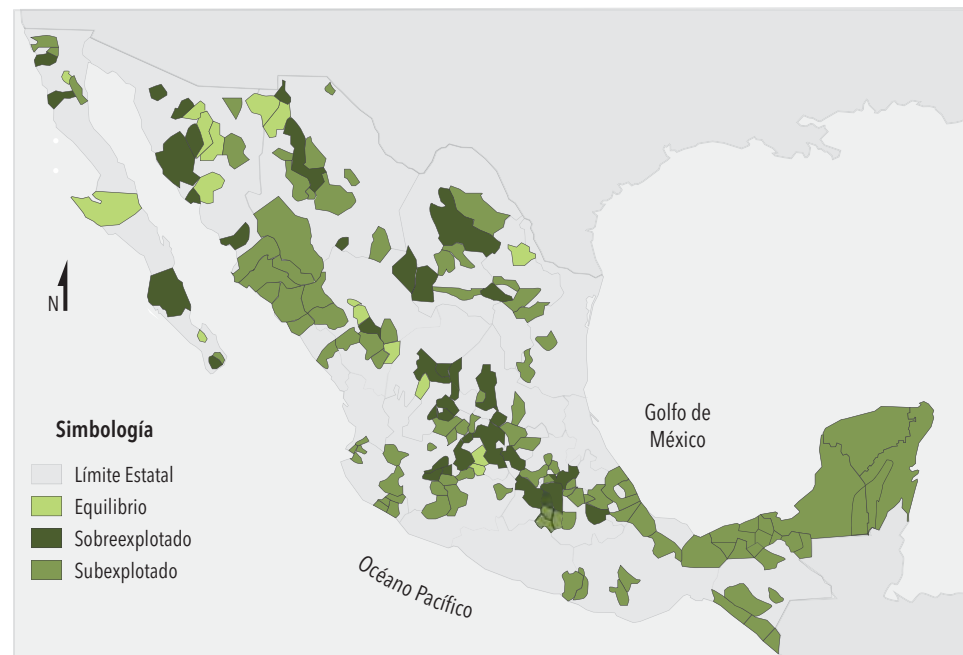 N
Golfo de
México
Simbología
Límite Estatal
Equilibrio
Sobreexplotado
Subexplotado
Océano Pacífico